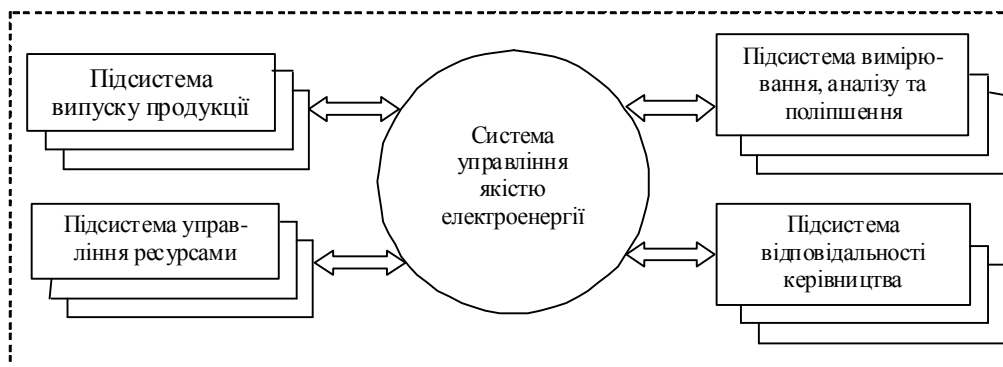 Підсистема
випуску продукції
Підсистема управ-
ління ресурсами
Система
управління
якістю
електроенергії
Підсистема вимірю-
вання, аналізу та
поліпшення
Підсистема
відповідальності
керівництва